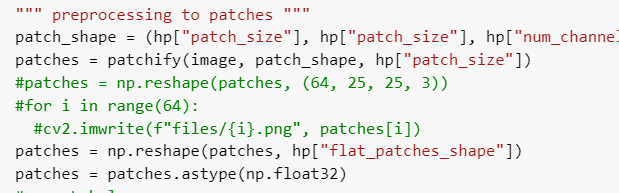 """ preprocessing to patches """
patch_shape = (hp["patch_size"], hp["patch_size"], hp["num_channel
patches = patchify(image, patch_shape, hp["patch_size"])
#patches = np.reshape(patches, (64, 25, 25, 3))
#for i in range(64):
#cv2.imwrite(f"files/{i}.png", patches[i])
patches = np.reshape(patches, hp["flat_patches_shape"])
patches = patches.astype(np.float32)